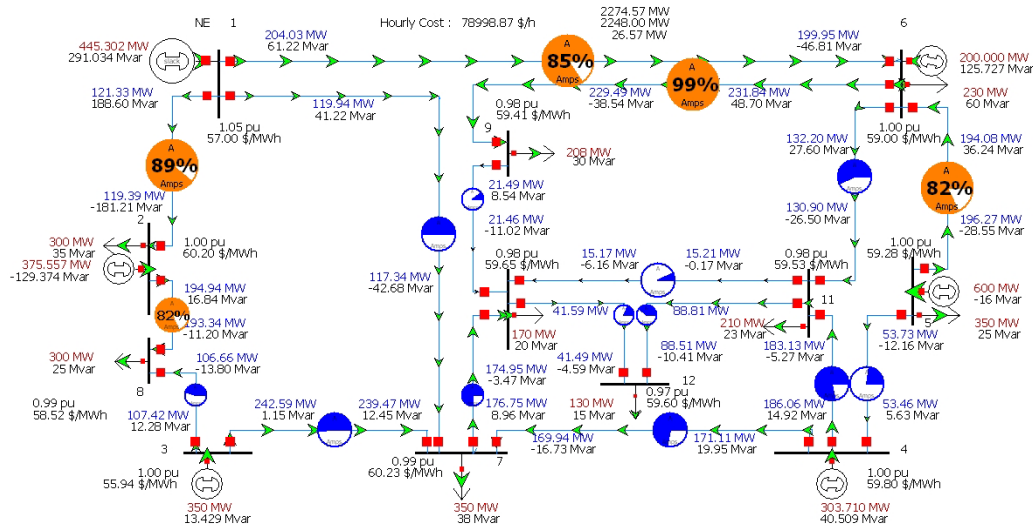 NE 1
Hourly Cost : 78998.87 $/h
2274.57 MW
2248.00 MW
26.57 MW
6
445.302 MW
291.034 Mvar
slack
204.03 MW
61.22 Mvar
A
85%
Amps
A
99%
Amps
199.95 MW
-46.81 Mvar
200.000 MW
125.727 Mvar
121.33 MW
188.60 Mvar
119.94 MW
41.22 Mvar
229.49 MW
-38.54 Mvar
231.84 MW
48.70 Mvar
230 MW
60 Mvar
1.05 pu
57.00 $/MWh
0.98 pu
59.41 $/MWh
9
1.00 pu
59.00 $/MWh
132.20 MW
27.60 Mvar
194.08 MW
36.24 Mvar
A
89%
Amps
208 MW
30 Mvar
A
82%
Amps
119.39 MW
-181.21 Mvar
21.49 MW
8.54 Mvar
130.90 MW
-26.50 Mvar
196.27 MW
-28.55 Mvar
2
300 MW
35 Mvar
1.00 pu
60.20 $/MWh
21.46 MW
-11.02 Mvar
375.557 MW
-129.374 Mvar
117.34 MW
-42.68 Mvar
0.98 pu
59.65 $/MWh
15.17 MW
-6.16 Mvar
15.21 MW
-0.17 Mvar
0.98 pu
59.53 $/MWh
1.00 pu
59.28 $/MWh
194.94 MW
16.84 Mvar
A
82%
193.34 MW
-11.20 Mvar
41.59 MW
88.81 MW
11
600 MW
-16 Mvar
5
350 MW
25 Mvar
170 MW
20 Mvar
210 MW
23 Mvar
53.73 MW
-12.16 Mvar
300 MW
25 Mvar
8
106.66 MW
-13.80 Mvar
174.95 MW
-3.47 Mvar
41.49 MW
-4.59 Mvar
88.51 MW
-10.41 Mvar
183.13 MW
-5.27 Mvar
12
0.99 pu
58.52 $/MWh
107.42 MW
12.28 Mvar
242.59 MW
1.15 Mvar
239.47 MW
12.45 Mvar
176.75 MW
8.96 Mvar
130 MW
15 Mvar
0.97 pu
59.60 $/MWh
186.06 MW
14.92 Mvar
53.46 MW
5.63 Mvar
169.94 MW
-16.73 Mvar
171.11 MW
19.95 Mvar
3
1.00 pu
55.94 $/MWh
0.99 pu
60.23 $/MWh
7
4
1.00 pu
59.80 $/MWh
350 MW
13.429 Mvar
350 MW
38 Mvar
303.710 MW
40.509 Mvar